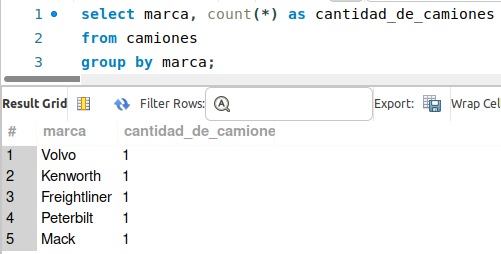 1 select marca, count(*) as cantidad_de_camiones
2 from camiones
3 group by marca;
Result Grid Filter Rows: Export: Wrap Cel
# marca cantidad_de_camione
1 Volvo 1
2 Kenworth 1
3 Freightliner 1
4 Peterbilt 1
5 Mack 1